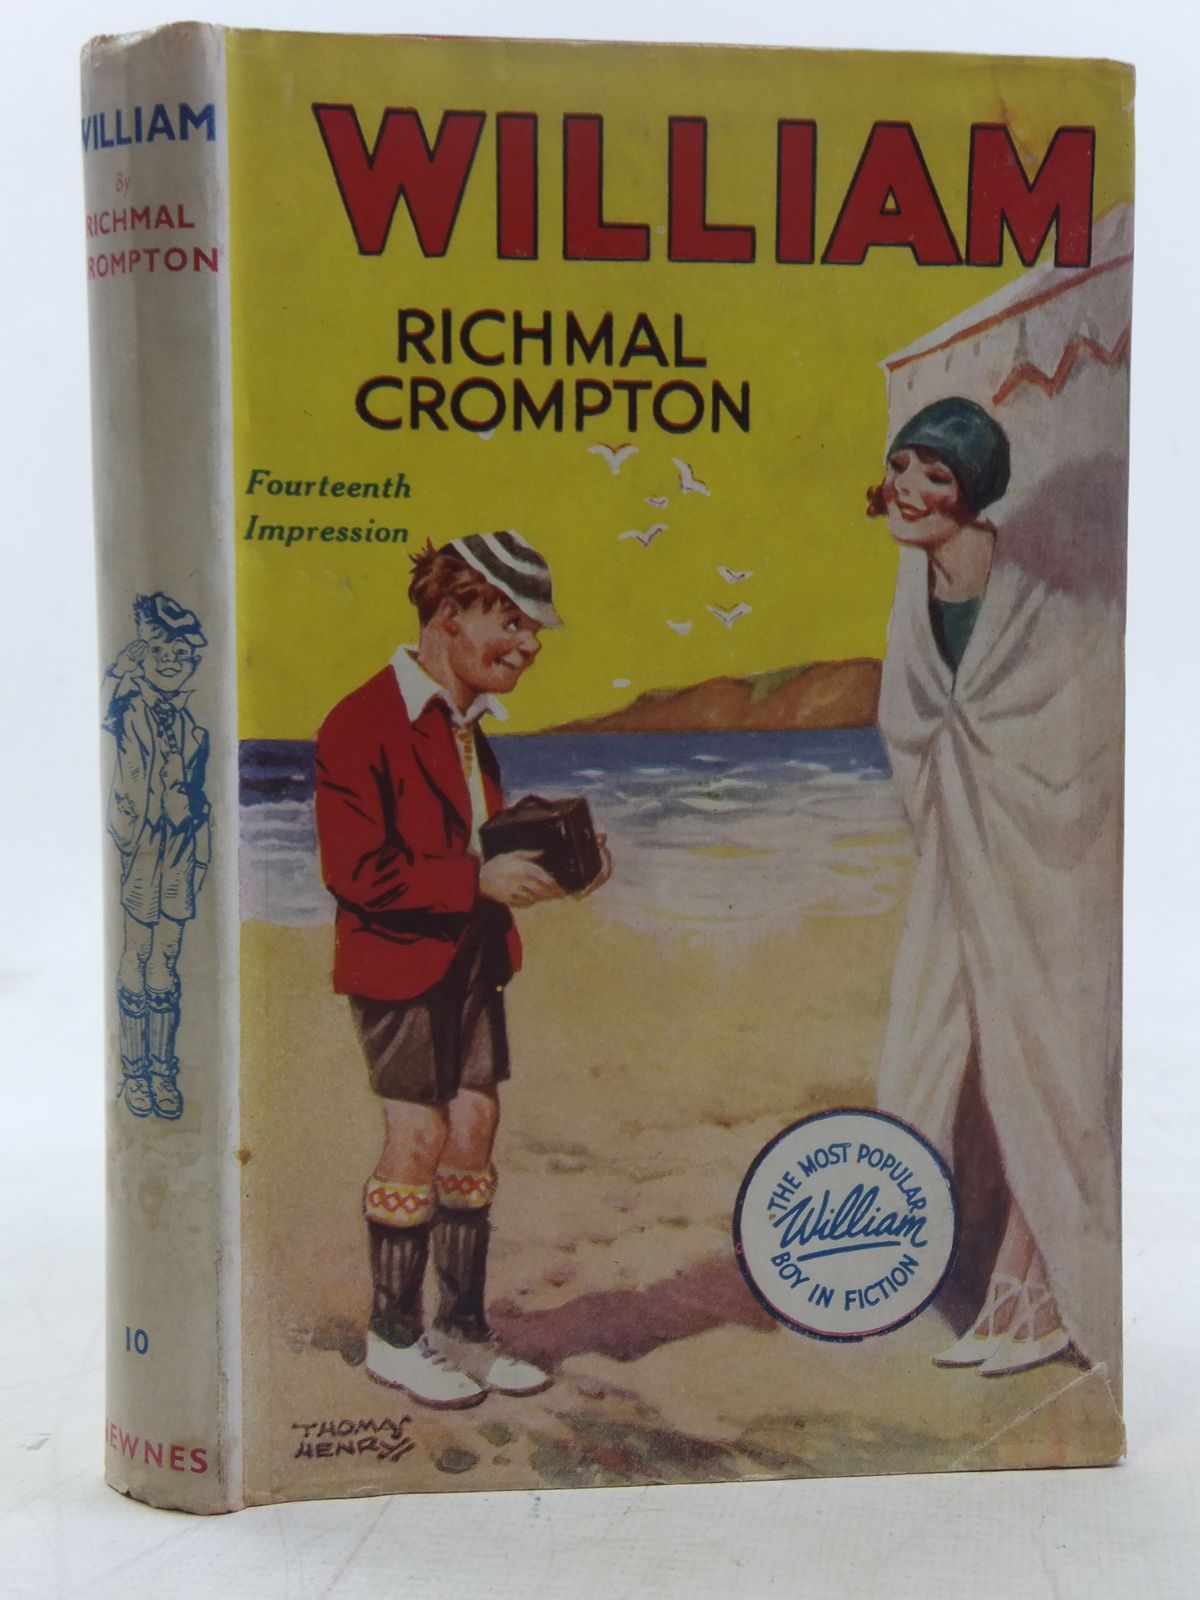 WILLIAM
By
RICHMAL
CROMPTON
10
NEWNES
WILLIAM
RICHMAL
CROMPTON
Fourteenth
Impression
THE MOST POPULAR
William
BOY IN FICTION
THOMAS
HENRY